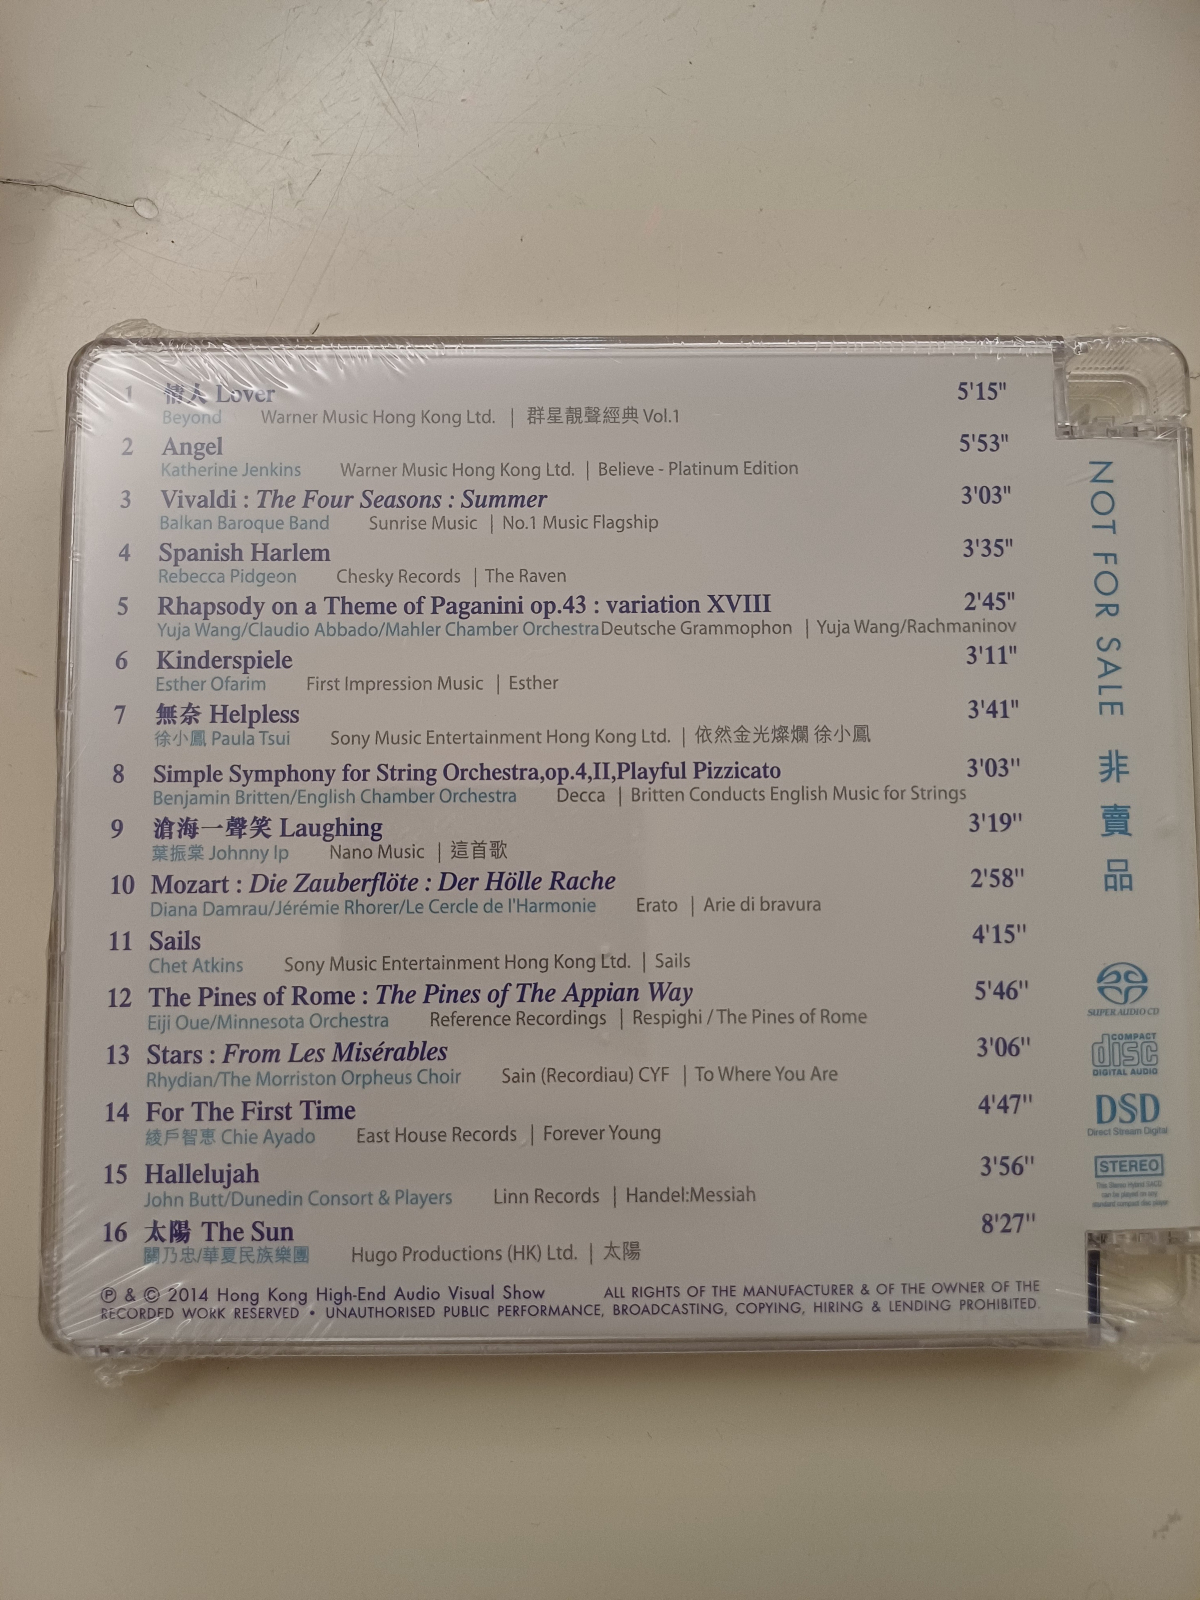 1 情人 Lover 5'15"
Beyond Warner Music Hong Kong Ltd. | 群星靚聲經典 Vol.1
2 Angel 5'53"
Katherine Jenkins Warner Music Hong Kong Ltd. | Believe - Platinum Edition
3 Vivaldi : The Four Seasons : Summer 3'03"
Balkan Baroque Band Sunrise Music | No.1 Music Flagship
4 Spanish Harlem 3'35"
Rebecca Pidgeon Chesky Records | The Raven
5 Rhapsody on a Theme of Paganini op.43 : variation XVIII 2'45"
Yuja Wang/Claudio Abbado/Mahler Chamber Orchestra Deutsche Grammophon | Yuja Wang/Rachmaninov
6 Kinderspiele 3'11"
Esther Ofarim First Impression Music | Esther
7 無奈 Helpless 3'41"
徐小鳳 Paula Tsui Sony Music Entertainment Hong Kong Ltd. | 依然金光燦爛 徐小鳳
8 Simple Symphony for String Orchestra,op.4,II,Playful Pizzicato 3'03"
Benjamin Britten/English Chamber Orchestra Decca | Britten Conducts English Music for Strings
9 滄海一聲笑 Laughing 3'19"
葉振棠 Johnny Ip Nano Music | 這首歌
10 Mozart : Die Zauberflöte : Der Hölle Rache 2'58"
Diana Damrau/Jérémie Rhorer/Le Cercle de l'Harmonie Erato | Arie di bravura
11 Sails 4'15"
Chet Atkins Sony Music Entertainment Hong Kong Ltd. | Sails
12 The Pines of Rome : The Pines of The Appian Way 5'46"
Eiji Oue/Minnesota Orchestra Reference Recordings | Respighi / The Pines of Rome
13 Stars : From Les Misérables 3'06"
Rhydian/The Morriston Orpheus Choir Sain (Recordiau) CYF | To Where You Are
14 For The First Time 4'47"
綾戶智恵 Chie Ayado East House Records | Forever Young
15 Hallelujah 3'56"
John Butt/Dunedin Consort & Players Linn Records | Handel:Messiah
16 太陽 The Sun 8'27"
關乃忠/華夏民族樂團 Hugo Productions (HK) Ltd. | 太陽
℗ & © 2014 Hong Kong High-End Audio Visual Show ALL RIGHTS OF THE MANUFACTURER & OF THE OWNER OF THE
RECORDED WORK RESERVED • UNAUTHORISED PUBLIC PERFORMANCE, BROADCASTING, COPYING, HIRING & LENDING PROHIBITED.
NOT FOR SALE 非賣品
SUPER AUDIO CD
COMPACT
disc
DIGITAL AUDIO
DSD
Direct Stream Digital
STEREO
This Stereo Hybrid SACD
can be played on any
standard compact disc player